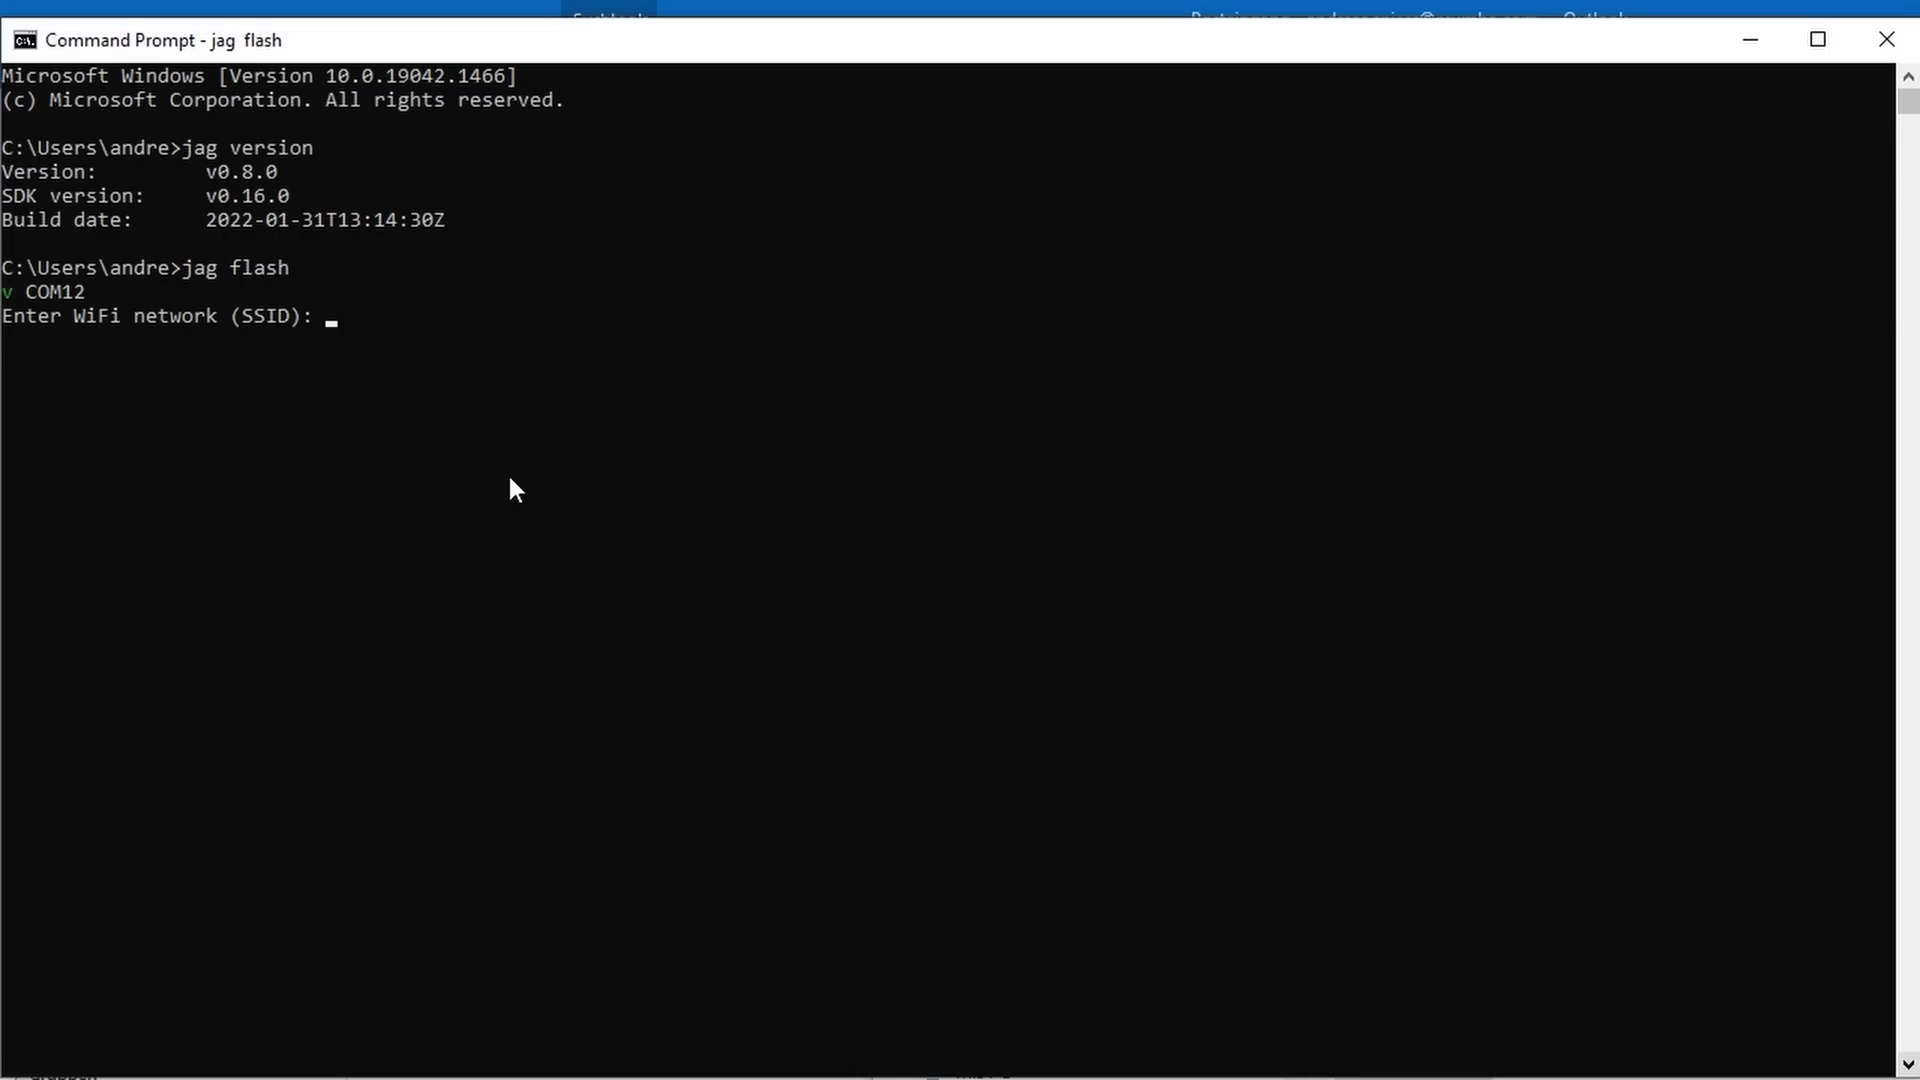 Command Prompt - jag flash
Microsoft Windows [Version 10.0.19042.1466]
(c) Microsoft Corporation. All rights reserved.
C:\Users\andre>jag version
Version: v0.8.0
SDK version: v0.16.0
Build date: 2022-01-31T13:14:30Z
C:\Users\andre>jag flash
v COM12
Enter WiFi network (SSID):